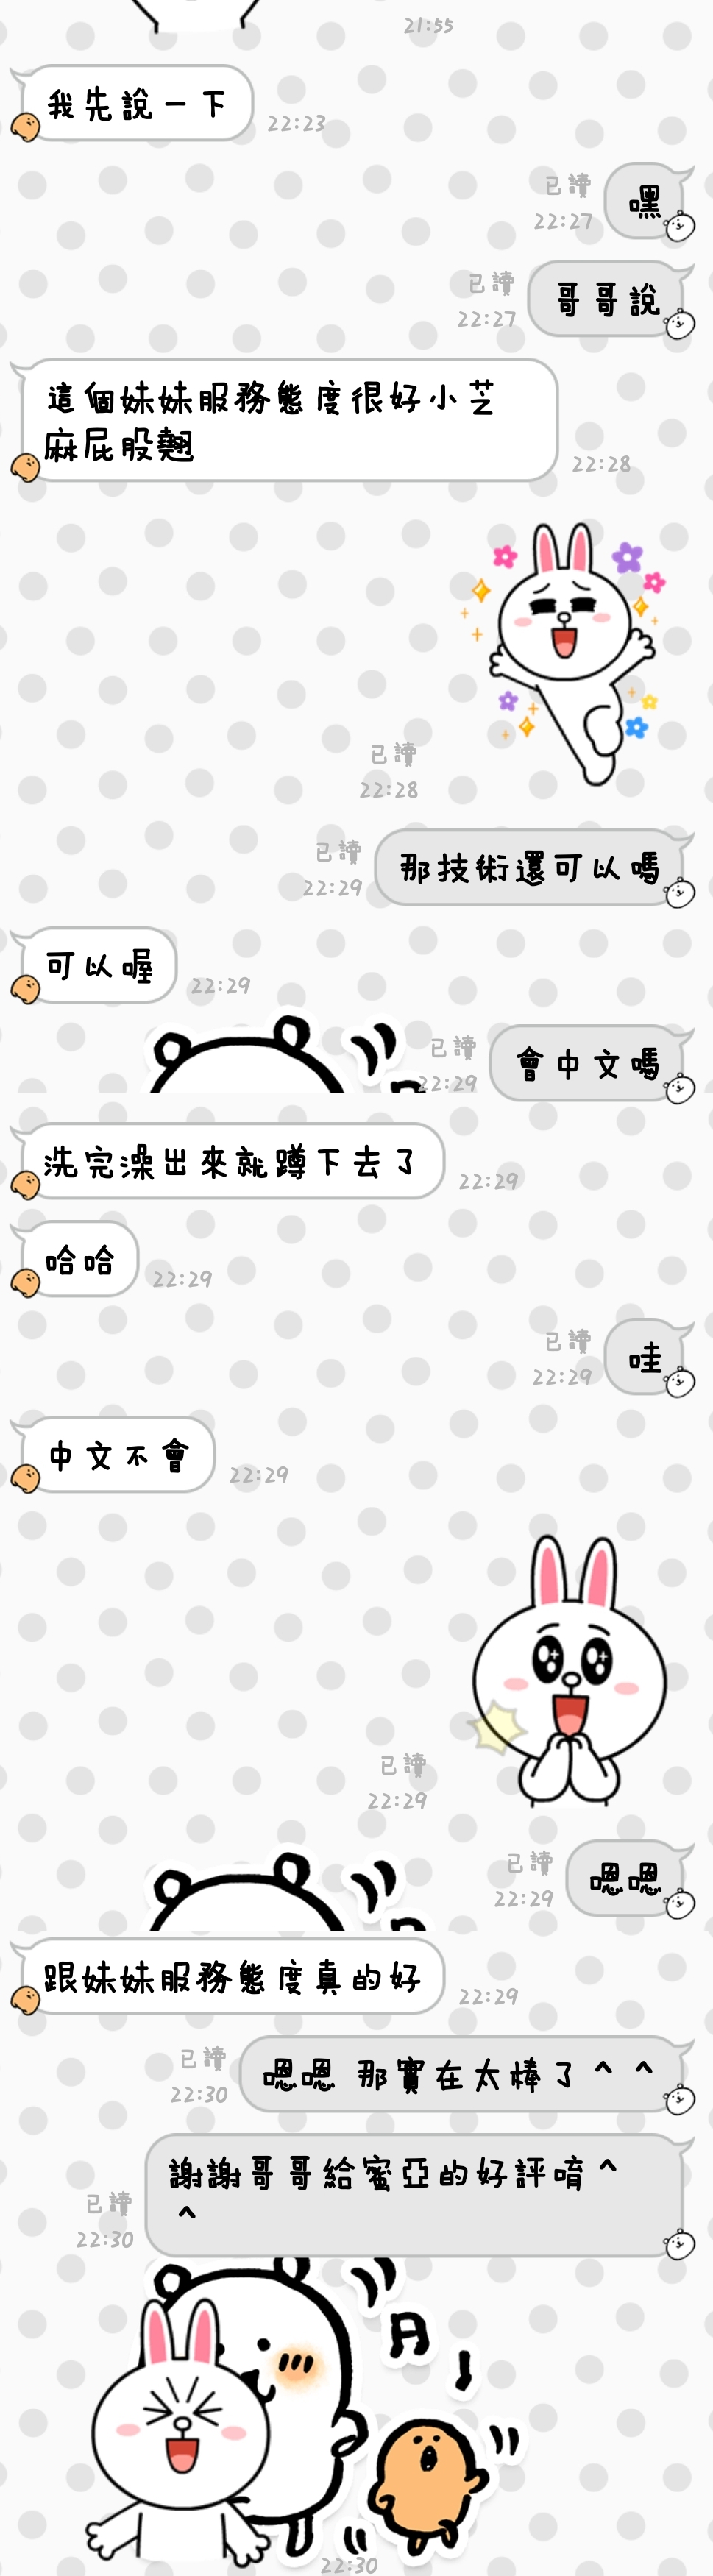 21:55
我先說一下
22:23
已讀
22:27
嘿
已讀
22:27
哥哥說
這個妹妹服務態度很好小芝
麻屁股翹
22:28
已讀
22:28
已讀
22:29
那技術還可以嗎
可以喔
22:29
已讀
22:29
會中文嗎
洗完澡出來就蹲下去了
22:29
哈哈
22:29
已讀
22:29
哇
中文不會
22:29
已讀
22:29
已讀
22:29
嗯嗯
跟妹妹服務態度真的好
22:29
已讀
22:30
嗯嗯 那實在太棒了^ ^
已讀
22:30
謝謝哥哥給蜜亞的好評唷^
^
22:30